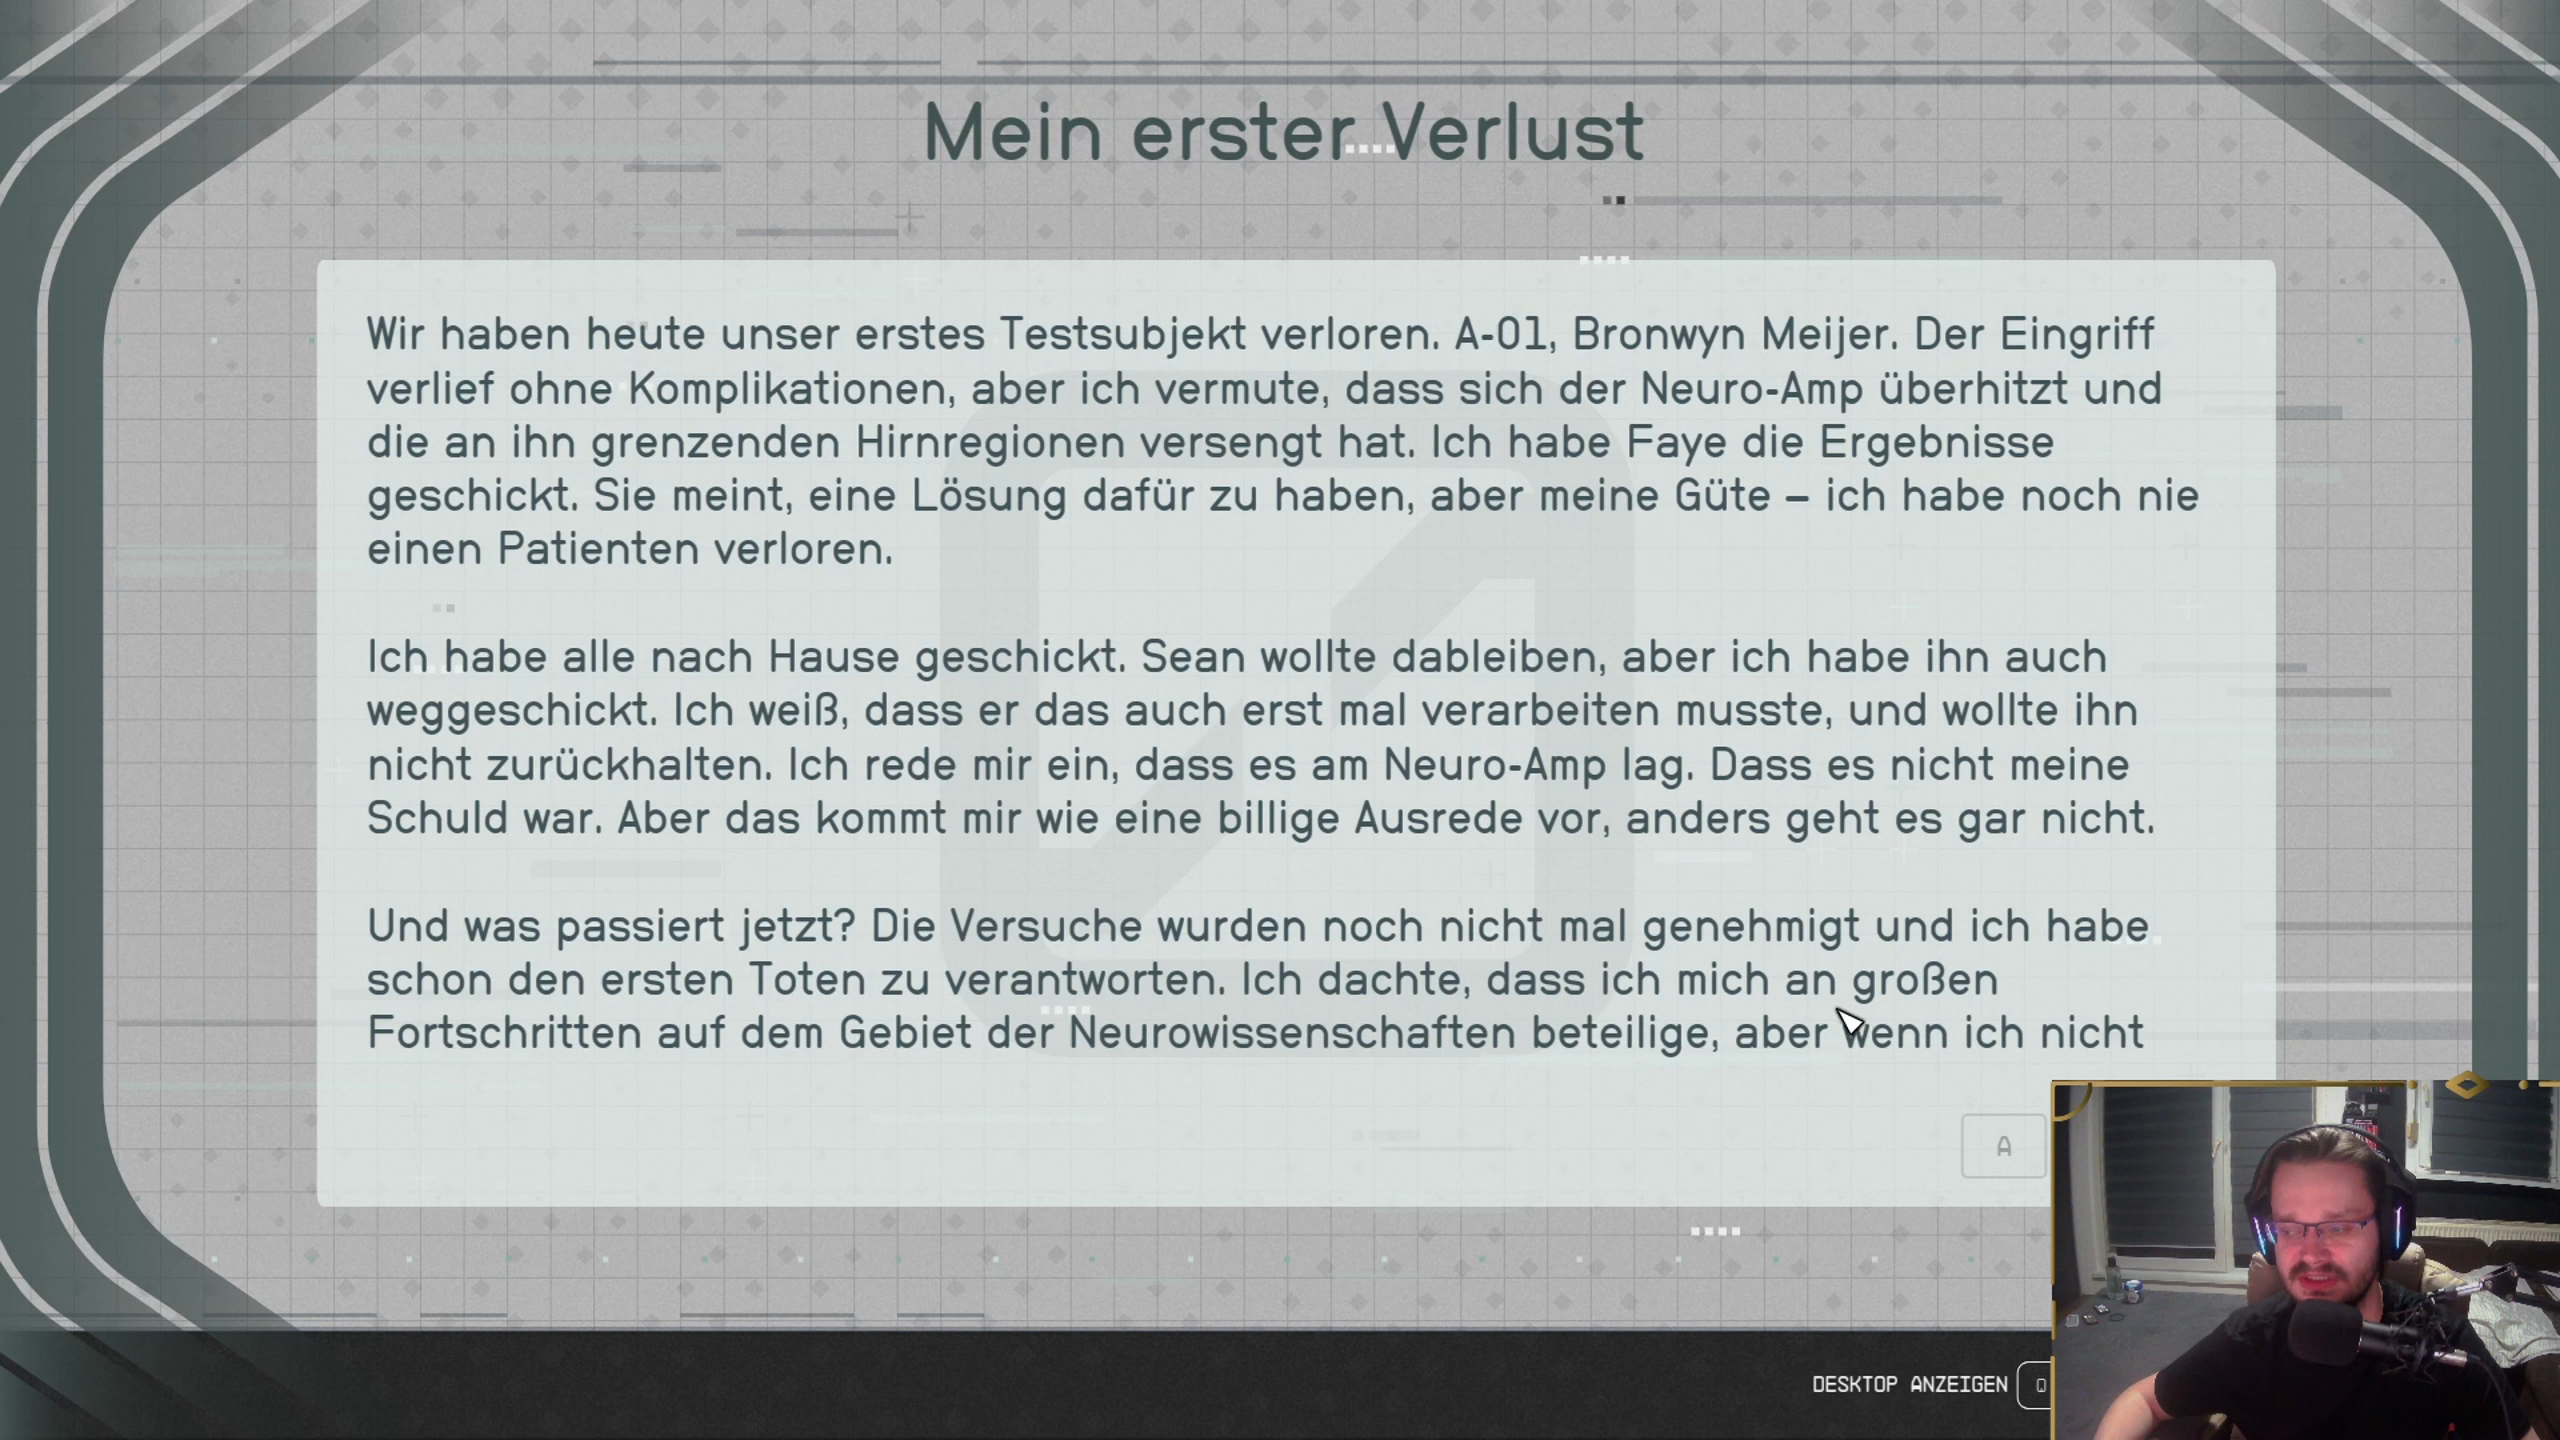 Mein erster Verlust
Wir haben heute unser erstes Testsubjekt verloren. A-01, Bronwyn Meijer. Der Eingriff
verlief ohne Komplikationen, aber ich vermute, dass sich der Neuro-Amp überhitzt und
die an ihn grenzenden Hirnregionen versengt hat. Ich habe Faye die Ergebnisse
geschickt. Sie meint, eine Lösung dafür zu haben, aber meine Güte – ich habe noch nie
einen Patienten verloren.
Ich habe alle nach Hause geschickt. Sean wollte dableiben, aber ich habe ihn auch
weggeschickt. Ich weiß, dass er das auch erst mal verarbeiten musste, und wollte ihn
nicht zurückhalten. Ich rede mir ein, dass es am Neuro-Amp lag. Dass es nicht meine
Schuld war. Aber das kommt mir wie eine billige Ausrede vor, anders geht es gar nicht.
Und was passiert jetzt? Die Versuche wurden noch nicht mal genehmigt und ich habe
schon den ersten Toten zu verantworten. Ich dachte, dass ich mich an großen
Fortschritten auf dem Gebiet der Neurowissenschaften beteilige, aber wenn ich nicht
A
DESKTOP ANZEIGEN